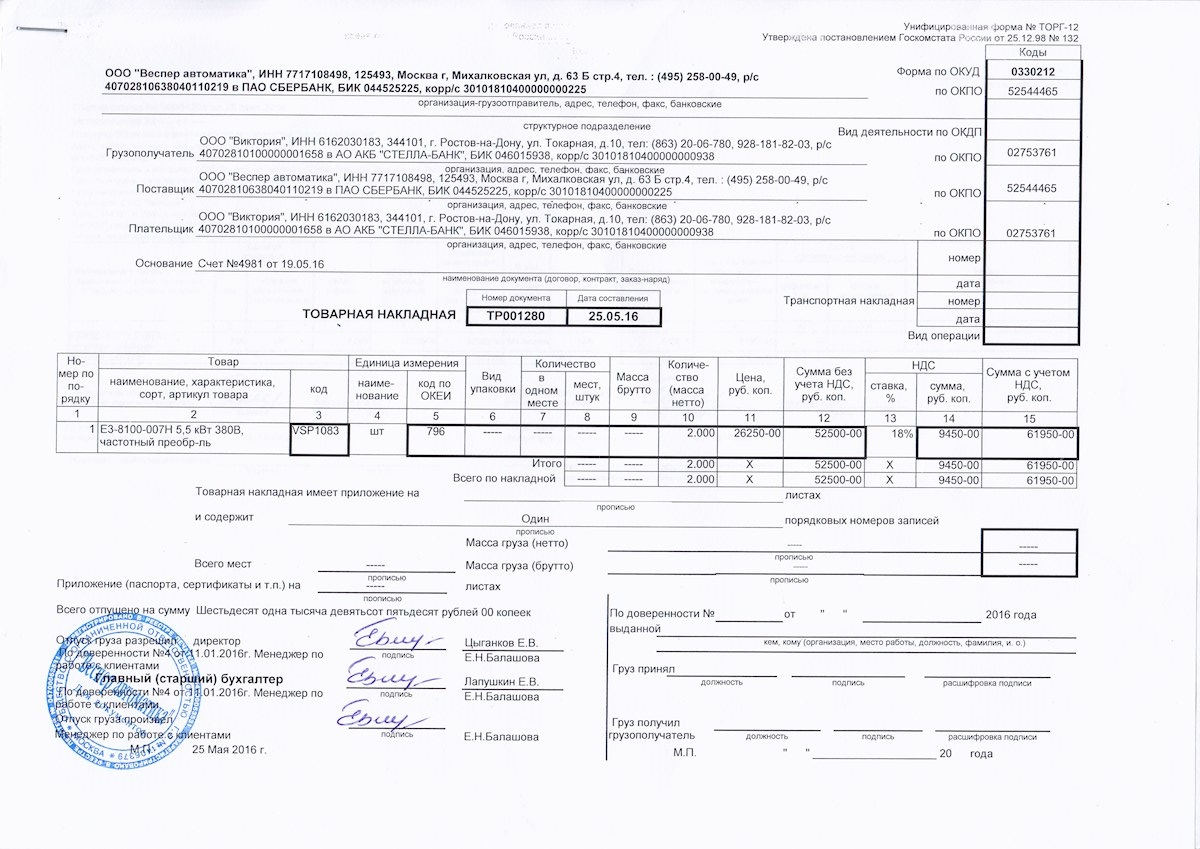 Унифицированная форма № ТОРГ-12
Утверждена постановлением Госкомстата России от 25.12.98 № 132
Коды
Форма по ОКУД 0330212
ООО "Веспер автоматика", ИНН 7717108498, 125493, Москва г, Михалковская ул, д. 63 Б стр.4, тел. : (495) 258-00-49, р/с
40702810638040110219 в ПАО СБЕРБАНК, БИК 044525225, корр/с 30101810400000000225
по ОКПО 52544465
организация-грузоотправитель, адрес, телефон, факс, банковские
структурное подразделение
Вид деятельности по ОКДП
Грузополучатель ООО "Виктория", ИНН 6162030183, 344101, г. Ростов-на-Дону, ул. Токарная, д.10, тел: (863) 20-06-780, 928-181-82-03, р/с
40702810100000001658 в АО АКБ "СТЕЛЛА-БАНК", БИК 046015938, корр/с 30101810400000000938
по ОКПО 02753761
организация, адрес, телефон, факс, банковские
Поставщик ООО "Веспер автоматика", ИНН 7717108498, 125493, Москва г, Михалковская ул, д. 63 Б стр.4, тел. : (495) 258-00-49, р/с
40702810638040110219 в ПАО СБЕРБАНК, БИК 044525225, корр/с 30101810400000000225
по ОКПО 52544465
организация, адрес, телефон, факс, банковские
Плательщик ООО "Виктория", ИНН 6162030183, 344101, г. Ростов-на-Дону, ул. Токарная, д.10, тел: (863) 20-06-780, 928-181-82-03, р/с
40702810100000001658 в АО АКБ "СТЕЛЛА-БАНК", БИК 046015938, корр/с 30101810400000000938
по ОКПО 02753761
организация, адрес, телефон, факс, банковские
Основание Счет №4981 от 19.05.16
номер
наименование документа (договор, контракт, заказ-наряд)
дата
Транспортная накладная номер
дата
Вид операции
Номер документа Дата составления
ТОВАРНАЯ НАКЛАДНАЯ ТР001280 25.05.16
Но-
мер по
по-
рядку
Товар
наименование, характеристика,
сорт, артикул товара
код
Единица измерения
наиме-
нование
код по
ОКЕИ
Вид
упаковки
Количество
в
одном
месте
мест,
штук
Масса
брутто
Количе-
ство
(масса
нетто)
Цена,
руб. коп.
Сумма без
учета НДС,
руб. коп.
НДС
ставка,
%
сумма,
руб. коп.
Сумма с учетом
НДС,
руб. коп.
1 2 3 4 5 6 7 8 9 10 11 12 13 14 15
1 Е3-8100-007Н 5,5 кВт 380В, VSP1083 шт 796 ----- ----- ----- ----- 2.000 26250-00 52500-00 18% 9450-00 61950-00
частотный преобр-ль
Итого ----- ----- 2.000 X 52500-00 X 9450-00 61950-00
Всего по накладной ----- ----- 2.000 X 52500-00 X 9450-00 61950-00
Товарная накладная имеет приложение на листах
прописью
и содержит Один порядковых номеров записей
прописью
Масса груза (нетто) ----- -----
прописью
Всего мест ----- Масса груза (брутто) ----- -----
прописью прописью
Приложение (паспорта, сертификаты и т.п.) на ----- листах
прописью
Всего отпущено на сумму Шестьдесят одна тысяча девятьсот пятьдесят рублей 00 копеек
Отпуск груза разрешил директор Цыганков Е.В.
подпись
По доверенности №4 от 11.01.2016г. Менеджер по Е.Н.Балашова
работе с клиентами
Главный (старший) бухгалтер Лапушкин Е.В.
подпись
По доверенности №4 от 11.01.2016г. Менеджер по Е.Н.Балашова
работе с клиентами
Отпуск груза произвел
подпись
Менеджер по работе с клиентами Е.Н.Балашова
М.П. 25 Мая 2016 г.
По доверенности № от " " 2016 года
выданной
кем, кому (организация, место работы, должность, фамилия, и. о.)
Груз принял
должность подпись расшифровка подписи
Груз получил
грузополучатель
должность подпись расшифровка подписи
М.П. " " 20 года